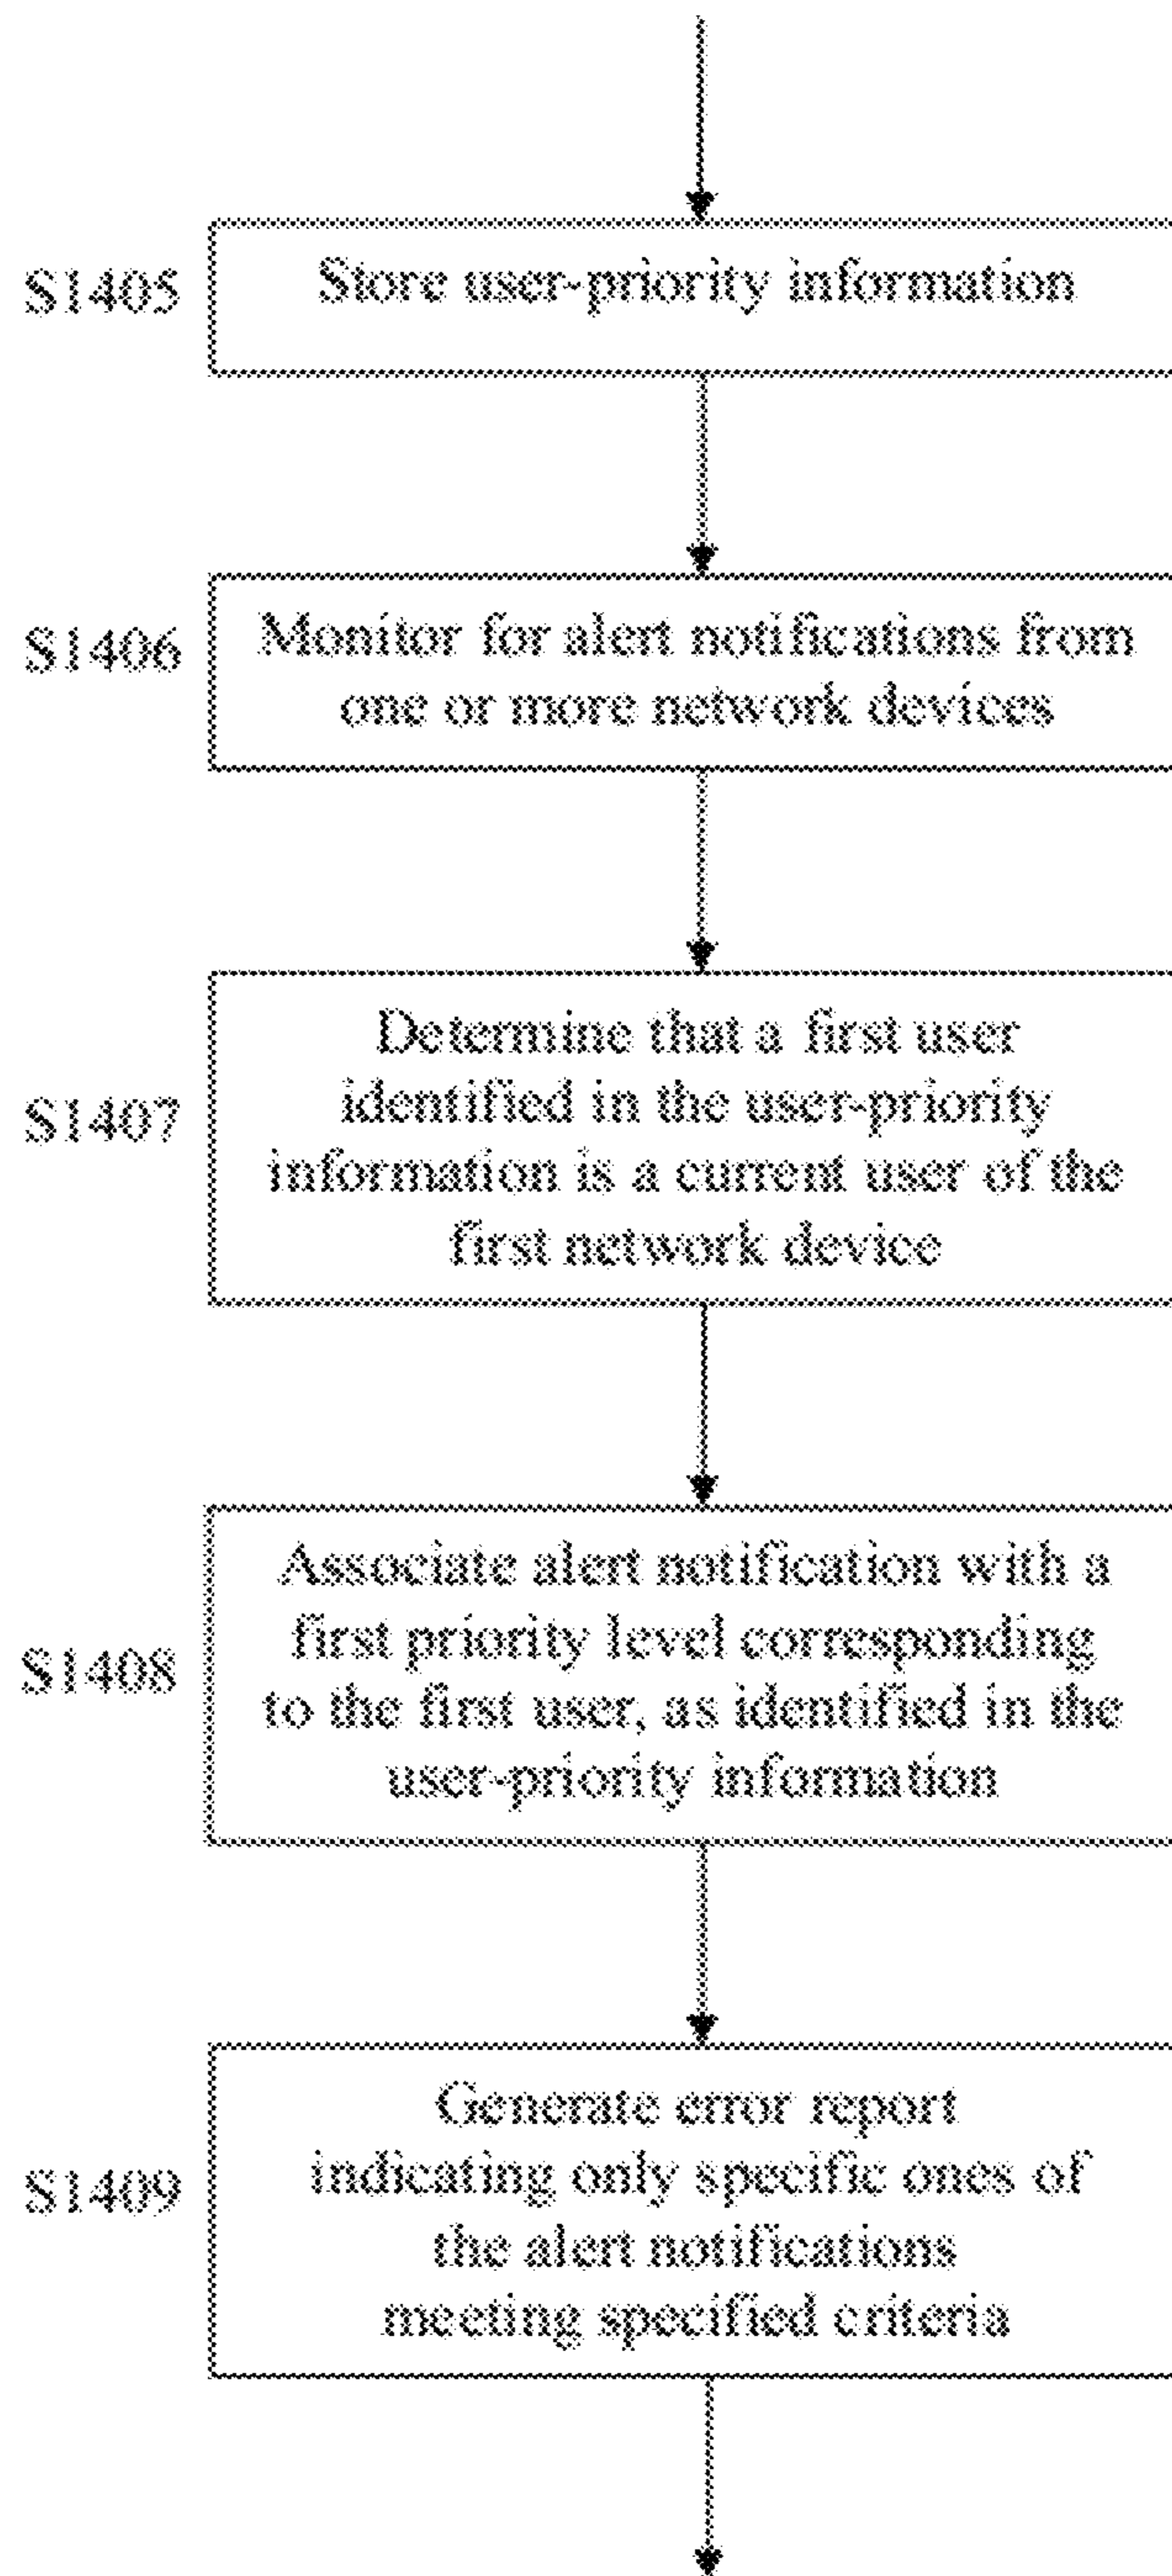 S1405
Store user-priority information
S1406
Monitor for alert notifications from
one or more network devices
S1407
Determine that a first user
identified in the user-priority
information is a current user of the
first network device
S1408
Associate alert notification with a
first priority level corresponding
to the first user, as identified in the
user-priority information
S1409
Generate error report
indicating only specific ones of
the alert notifications
meeting specified criteria